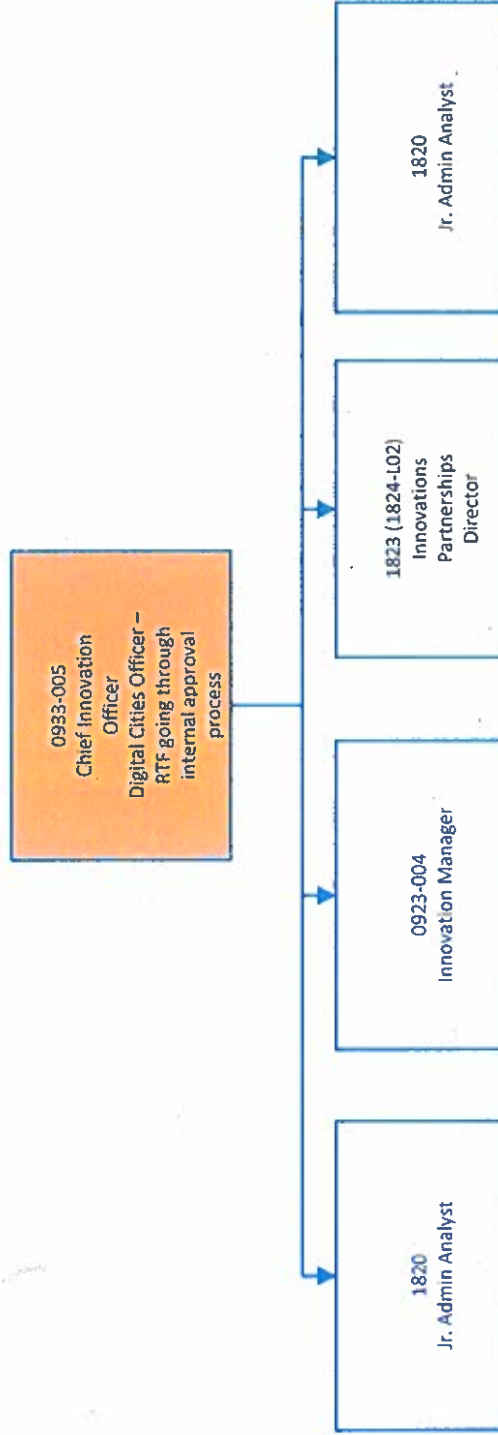 0933-005
Chief Innovation
Officer
Digital Cities Officer –
RTF going through
internal approval
process
1820
Jr. Admin Analyst
0923-004
Innovation Manager
1823 (1824-L02)
Innovations
Partnerships
Director
1820
Jr. Admin Analyst